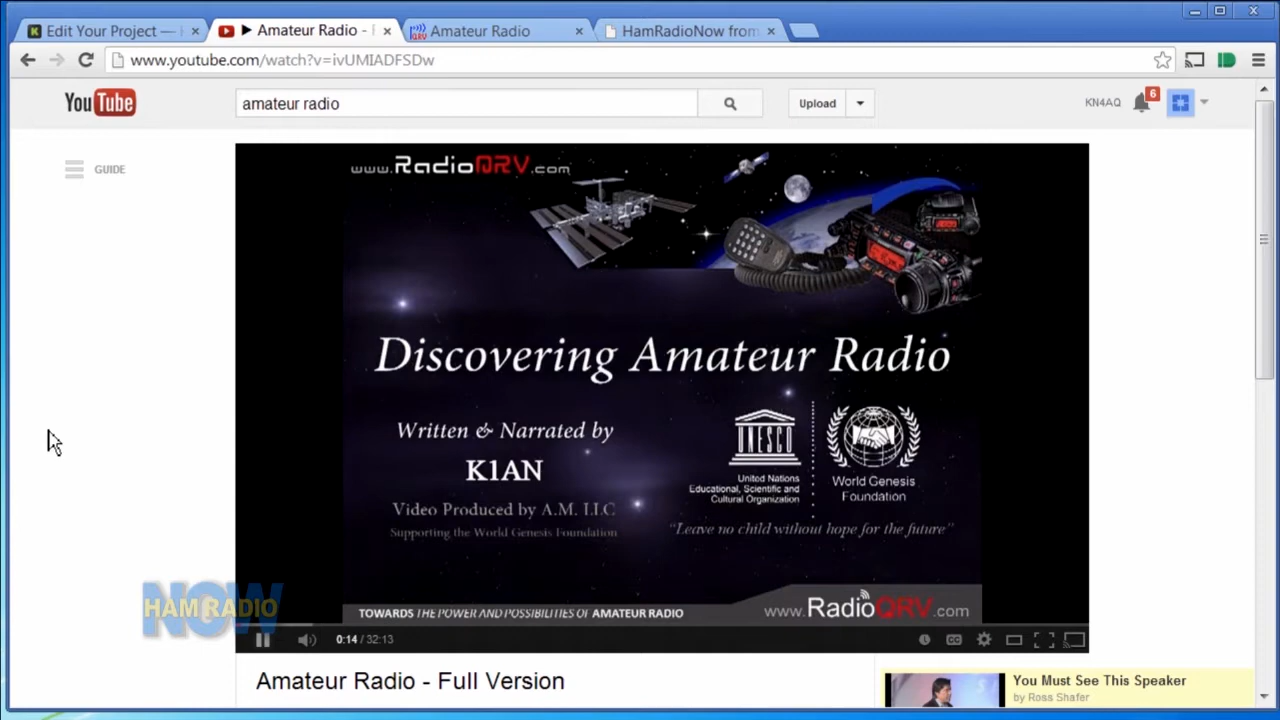 Edit Your Project —
Amateur Radio -
Amateur Radio
HamRadioNow from
www.youtube.com/watch?v=ivUMIADFSDw
YouTube
amateur radio
Upload
KN4AQ
6
GUIDE
www.RadioQRV.com
Discovering Amateur Radio
Written & Narrated by
K1AN
Video Produced by A.M. LLC
Supporting the World Genesis Foundation
UNESCO
United Nations
Educational, Scientific and
Cultural Organization
World Genesis
Foundation
"Leave no child without hope for the future"
TOWARDS THE POWER AND POSSIBILITIES OF AMATEUR RADIO
www.RadioQRV.com
HAM RADIO
NOW
0:14 / 32:13
CC
Amateur Radio - Full Version
You Must See This Speaker
by Ross Shafer